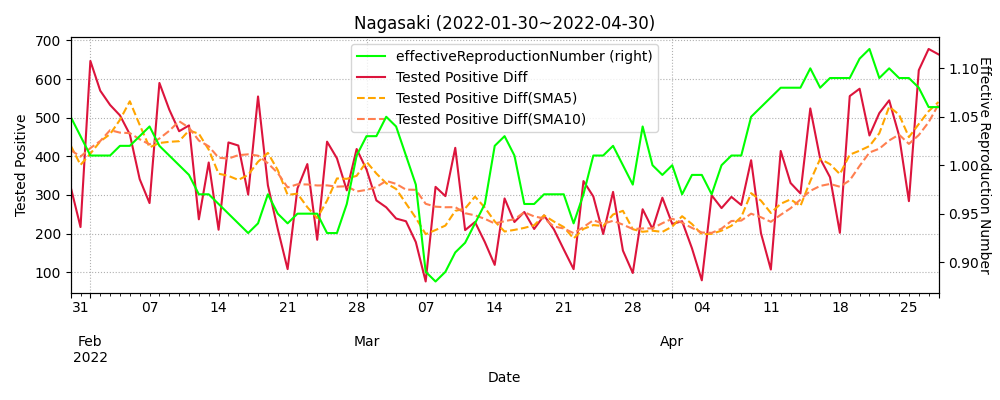 Nagasaki (2022-01-30~2022-04-30)
effectiveReproductionNumber (right)
Tested Positive Diff
Tested Positive Diff(SMA5)
Tested Positive Diff(SMA10)
Tested Positive
700
600
500
400
300
200
100
Effective Reproduction Number
1.10
1.05
1.00
0.95
0.90
31 07 14 21 28 07 14 21 28 04 11 18 25
Feb Mar Apr
2022
Date